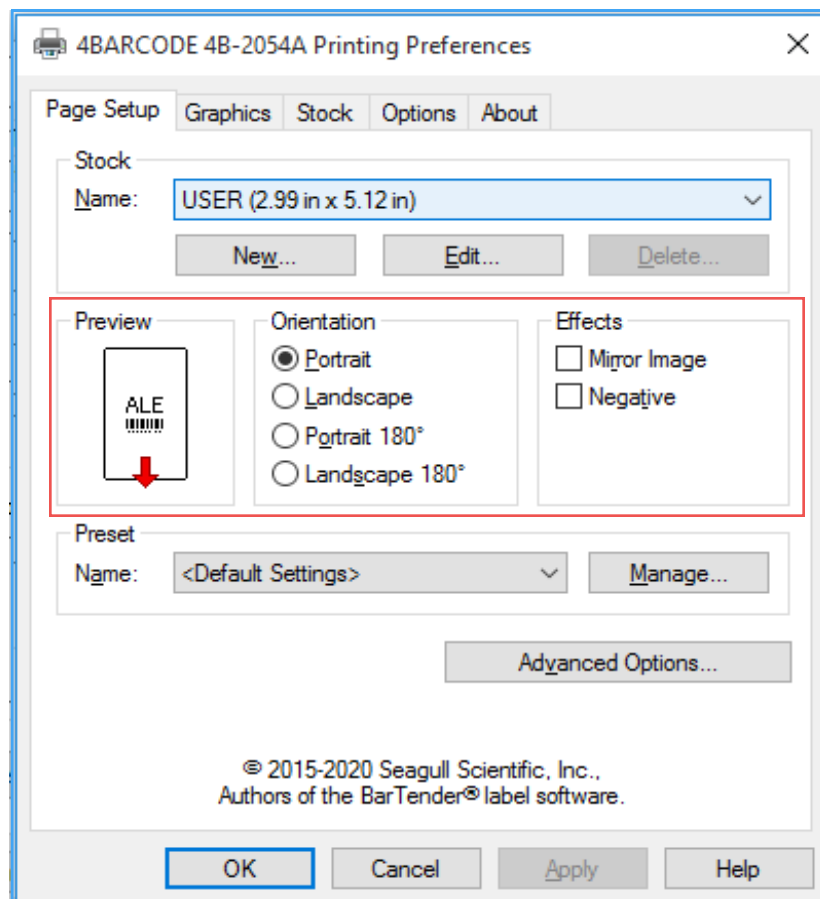 4BARCODE 4B-2054A Printing Preferences
Page Setup Graphics Stock Options About
Stock
Name: USER (2.99 in x 5.12 in)
New... Edit... Delete...
Preview
ALE
Orientation
Portrait
Landscape
Portrait 180°
Landscape 180°
Effects
Mirror Image
Negative
Preset
Name: <Default Settings> Manage...
Advanced Options...
© 2015-2020 Seagull Scientific, Inc.,
Authors of the BarTender® label software.
OK Cancel Apply Help